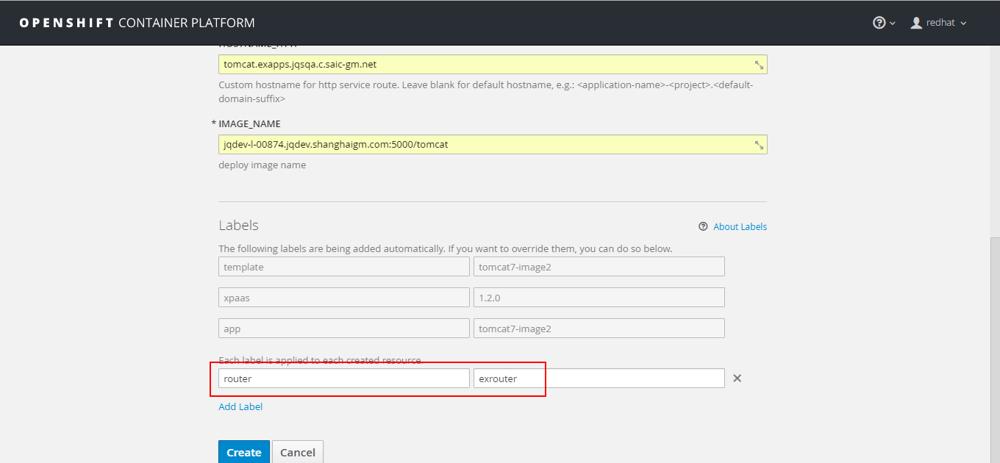 OPENSHIFT CONTAINER PLATFORM
redhat
HOSTNAME_HTTP
tomcat.exapps.jqsqa.c.saic-gm.net
Custom hostname for http service route. Leave blank for default hostname, e.g.: <application-name>-<project>.<default-
domain-suffix>
* IMAGE_NAME
jqdev-l-00874.jqdev.shanghaigm.com:5000/tomcat
deploy image name
Labels
About Labels
The following labels are being added automatically. If you want to override them, you can do so below.
template tomcat7-image2
xpaas 1.2.0
app tomcat7-image2
Each label is applied to each created resource.
router exrouter
Add Label
Create Cancel